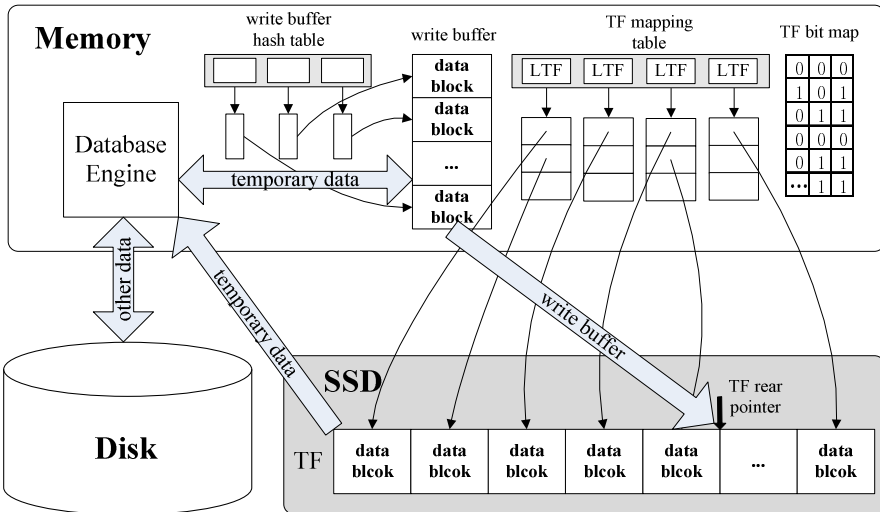 Memory
write buffer
hash table
write buffer
TF mapping
table
TF bit map
LTF LTF LTF LTF
data
block
data
block
...
data
block
0 0 0
1 0 1
0 1 1
0 0 0
0 1 1
... 1 1
Database
Engine
temporary data
other data
temporary data
write buffer
Disk
SSD
TF rear
pointer
TF
data
blcok
data
blcok
data
blcok
data
blcok
data
blcok
...
data
blcok